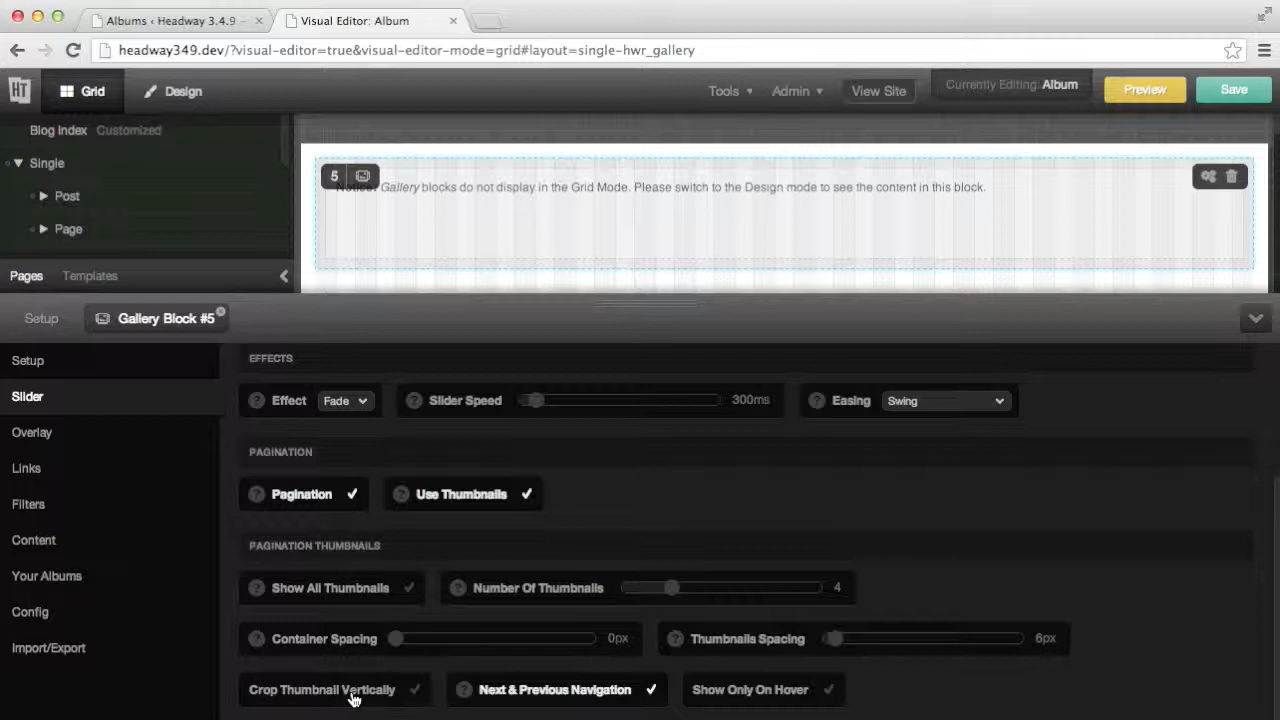 Albums ‹ Headway 3.4.9
Visual Editor: Album
headway349.dev/?visual-editor=true&visual-editor-mode=grid#layout=single-hwr_gallery
HT Grid Design Tools Admin View Site Currently Editing: Album Preview Save
Blog Index Customized
Single
Post
Page
Pages Templates
5
Notice: Gallery blocks do not display in the Grid Mode. Please switch to the Design mode to see the content in this block.
Setup Gallery Block #5
Setup
Slider
Overlay
Links
Filters
Content
Your Albums
Config
Import/Export
EFFECTS
? Effect Fade ? Slider Speed 300ms ? Easing Swing
PAGINATION
? Pagination ✓ ? Use Thumbnails ✓
PAGINATION THUMBNAILS
? Show All Thumbnails ✓ ? Number Of Thumbnails 4
? Container Spacing 0px ? Thumbnails Spacing 6px
Crop Thumbnail Vertically ✓ ? Next & Previous Navigation ✓ Show Only On Hover ✓